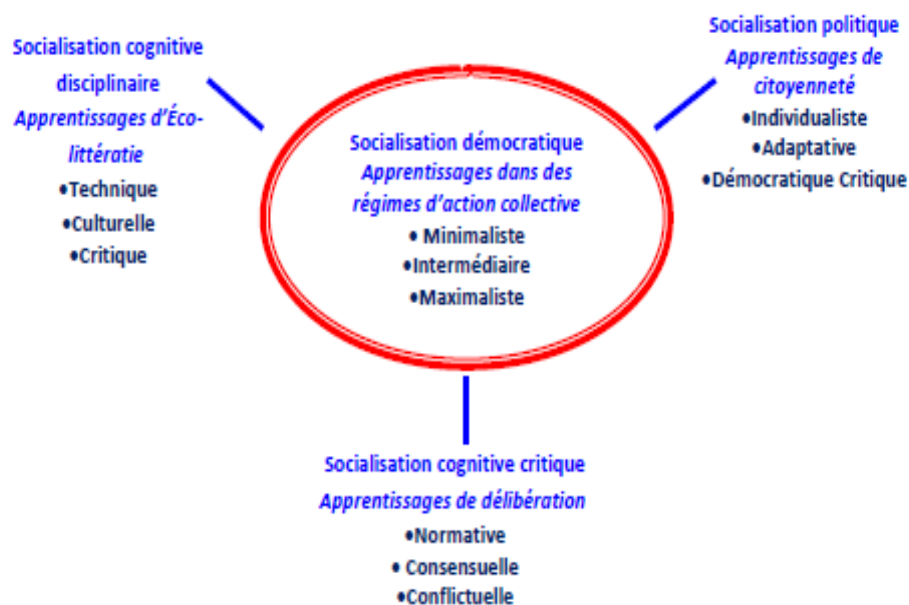 Socialisation cognitive
disciplinaire
Apprentissages d'Éco-
littératie
•Technique
•Culturelle
•Critique
Socialisation démocratique
Apprentissages dans des
régimes d'action collective
• Minimaliste
•Intermédiaire
•Maximaliste
Socialisation politique
Apprentissages de
citoyenneté
•Individualiste
•Adaptative
•Démocratique Critique
Socialisation cognitive critique
Apprentissages de délibération
•Normative
• Consensuelle
•Conflictuelle